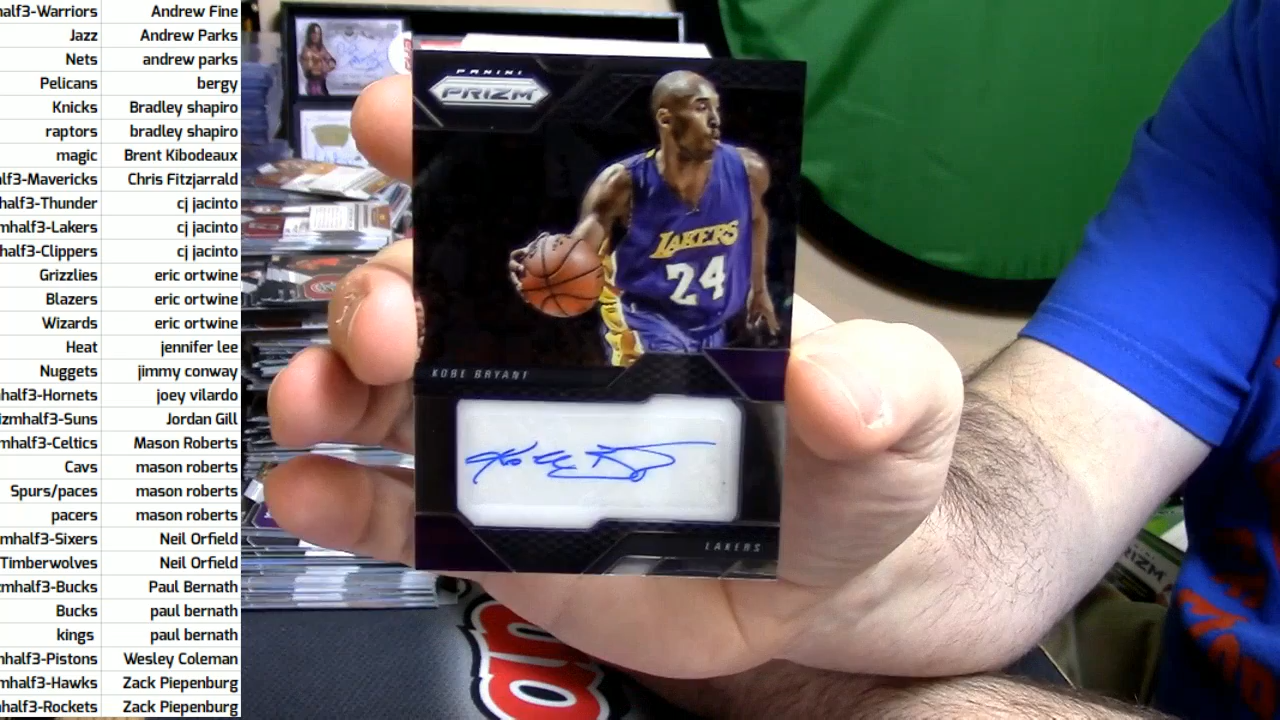 half3-Warriors Andrew Fine
Jazz Andrew Parks
Nets andrew parks
Pelicans bergy
Knicks Bradley shapiro
raptors bradley shapiro
magic Brent Kibodeaux
alf3-Mavericks Chris Fitzjarrald
half3-Thunder cj jacinto
mhalf3-Lakers cj jacinto
half3-Clippers cj jacinto
Grizzlies eric ortwine
Blazers eric ortwine
Wizards eric ortwine
Heat jennifer lee
Nuggets jimmy conway
half3-Hornets joey vilardo
izmhalf3-Suns Jordan Gill
mhalf3-Celtics Mason Roberts
Cavs mason roberts
Spurs/paces mason roberts
pacers mason roberts
mhalf3-Sixers Neil Orfield
Timberwolves Neil Orfield
zmhalf3-Bucks Paul Bernath
Bucks paul bernath
kings paul bernath
nhalf3-Pistons Wesley Coleman
mhalf3-Hawks Zack Piepenburg
half3-Rockets Zack Piepenburg
PANINI
PRIZM
LAKERS
24
KOBE BRYANT
LAKERS
PRIZM